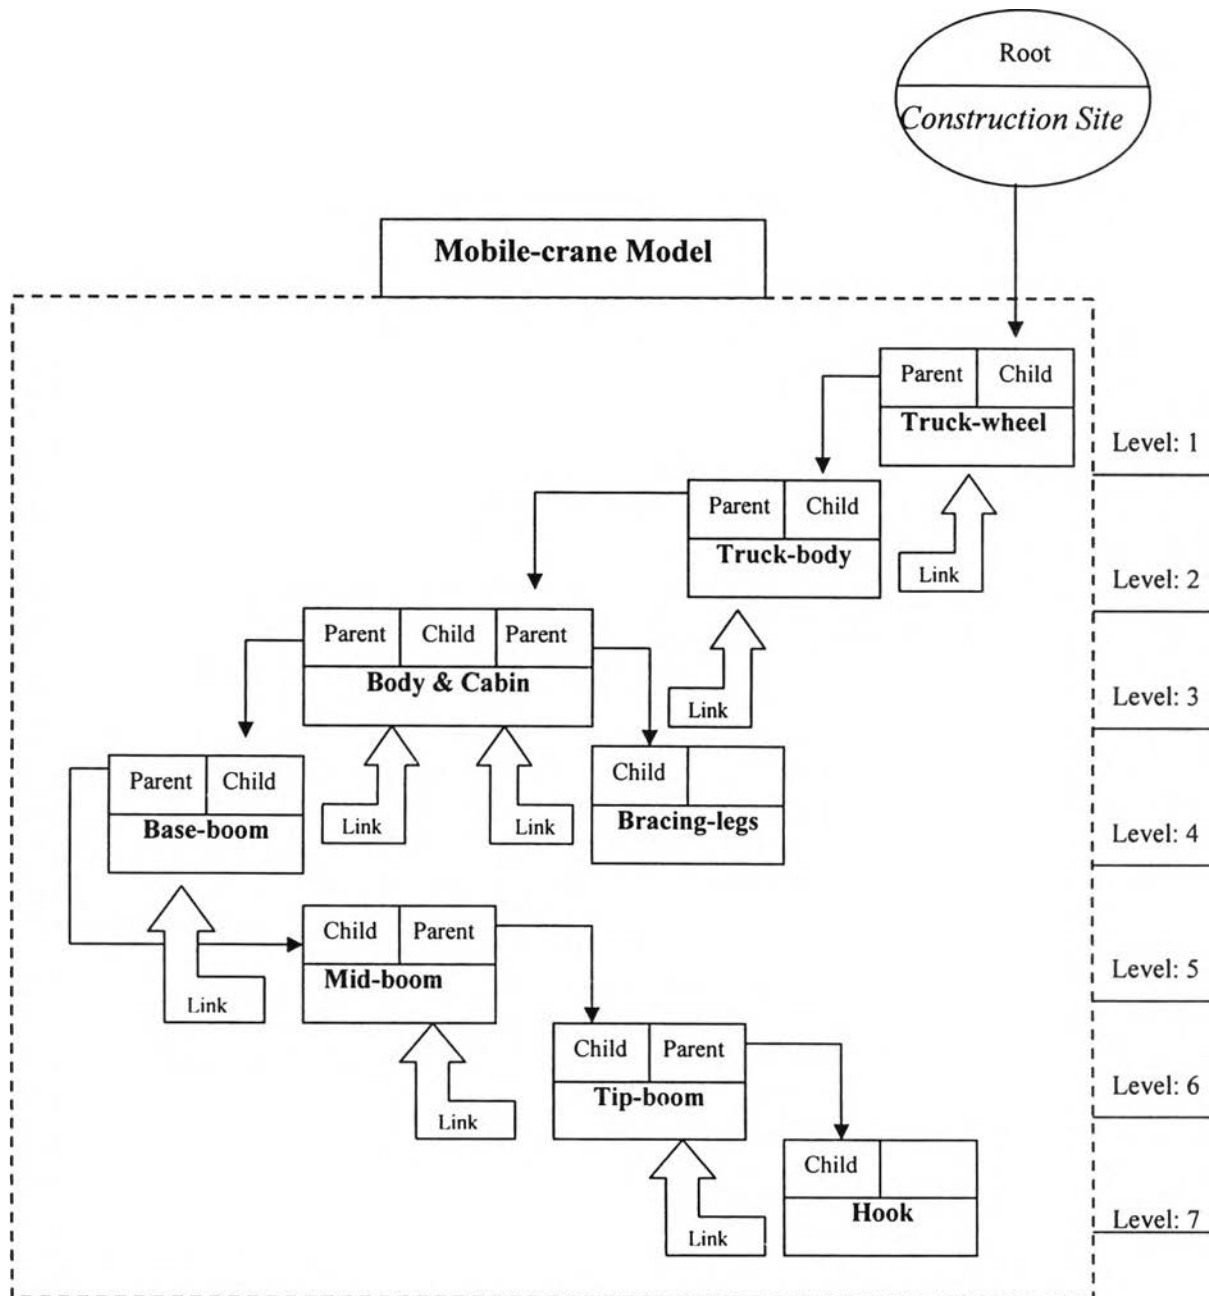 Root
Construction Site
Mobile-crane Model
Parent Child
Truck-wheel
Level: 1
Parent Child
Truck-body
Link
Level: 2
Parent Child Parent
Body & Cabin
Link
Level: 3
Parent Child
Base-boom
Link
Link
Child
Bracing-legs
Level: 4
Child Parent
Mid-boom
Link
Level: 5
Child Parent
Tip-boom
Link
Level: 6
Child
Hook
Link
Level: 7